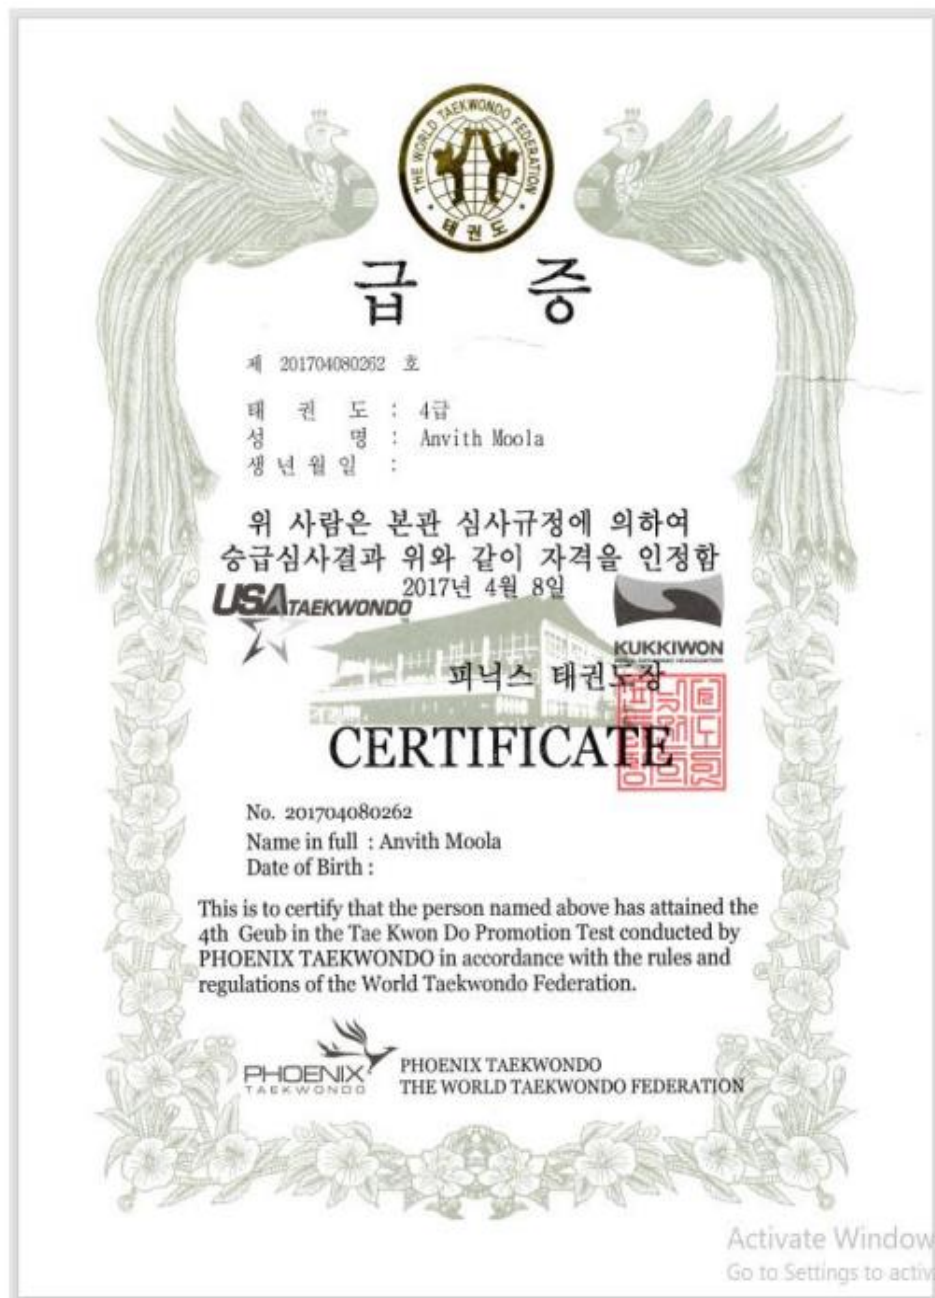 THE WORLD TAEKWONDO FEDERATION
태권도
급 증
제 201704080262 호
태 권 도 : 4급
성 명 : Anvith Moola
생 년 월 일 :
위 사람은 본관 심사규정에 의하여
승급심사결과 위와 같이 자격을 인정함
2017년 4월 8일
USA TAEKWONDO
KUKKIWON
피닉스 태권도장
CERTIFICATE
No. 201704080262
Name in full : Anvith Moola
Date of Birth :
This is to certify that the person named above has attained the
4th Geub in the Tae Kwon Do Promotion Test conducted by
PHOENIX TAEKWONDO in accordance with the rules and
regulations of the World Taekwondo Federation.
PHOENIX
TAEKWONDO
PHOENIX TAEKWONDO
THE WORLD TAEKWONDO FEDERATION
Activate Window
Go to Settings to activ